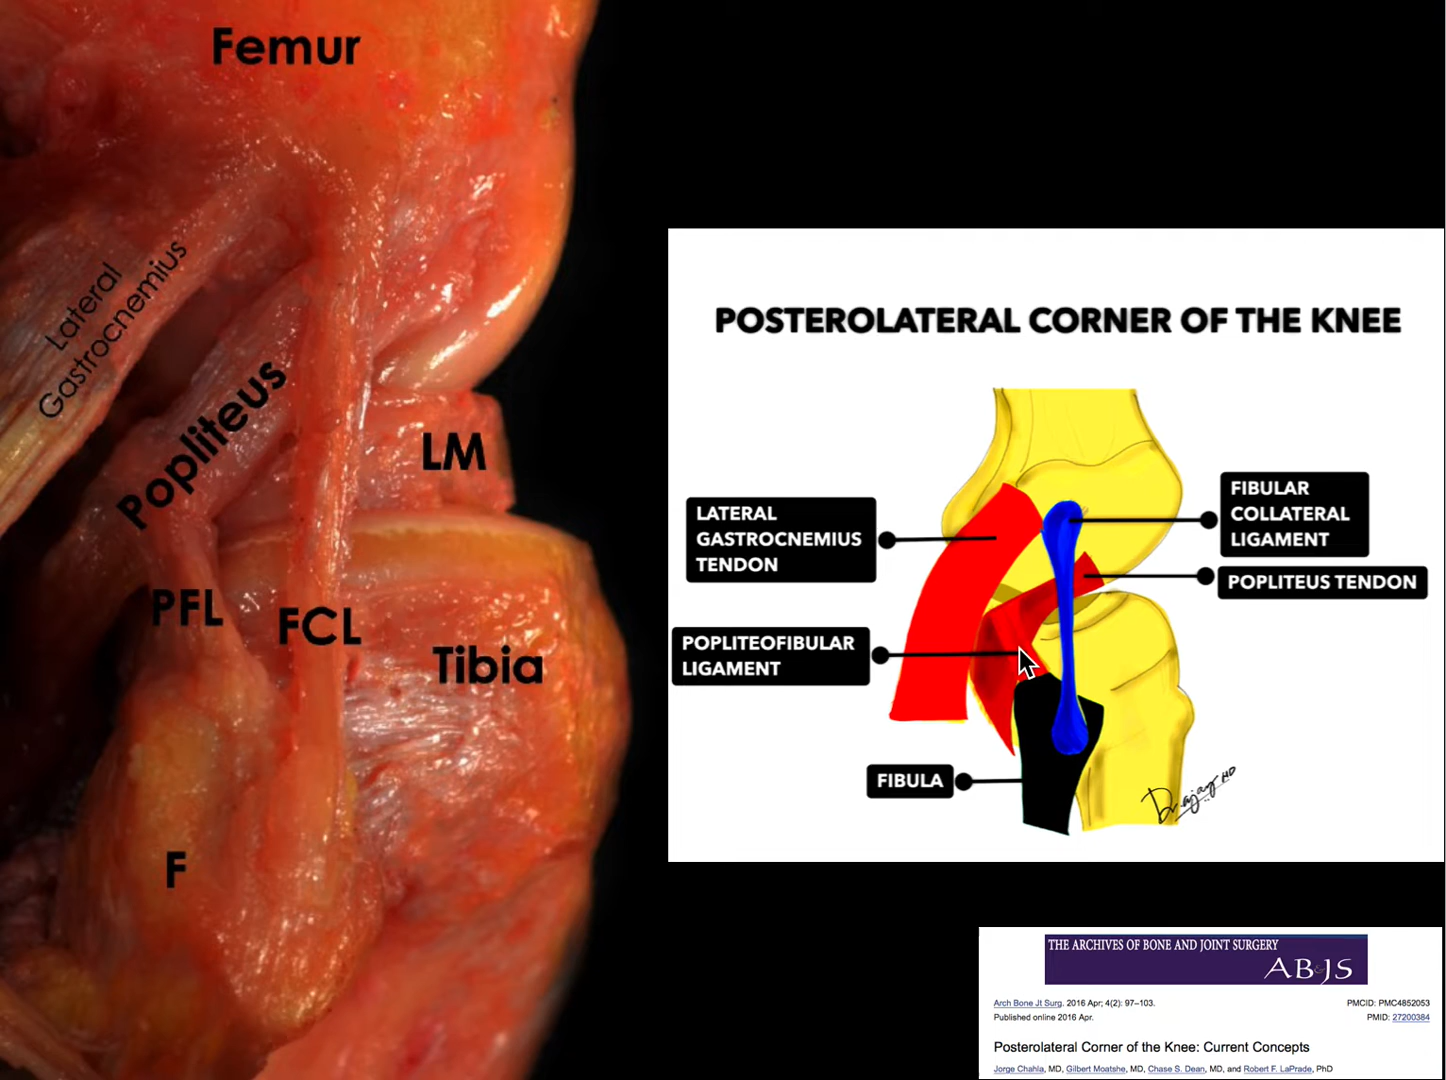 Femur
Lateral
Gastrocnemius
Popliteus
LM
PFL
FCL
Tibia
F
POSTEROLATERAL CORNER OF THE KNEE
LATERAL
GASTROCNEMIUS
TENDON
FIBULAR
COLLATERAL
LIGAMENT
POPLITEUS TENDON
POPLITEOFIBULAR
LIGAMENT
FIBULA
THE ARCHIVES OF BONE AND JOINT SURGERY
AB&JS
Arch Bone Jt Surg. 2016 Apr; 4(2): 97–103.
PMCID: PMC4852053
Published online 2016 Apr.
PMID: 27200384
Posterolateral Corner of the Knee: Current Concepts
Jorge Chahla, MD, Gilbert Moatshe, MD, Chase S. Dean, MD, and Robert F. LaPrade, PhD